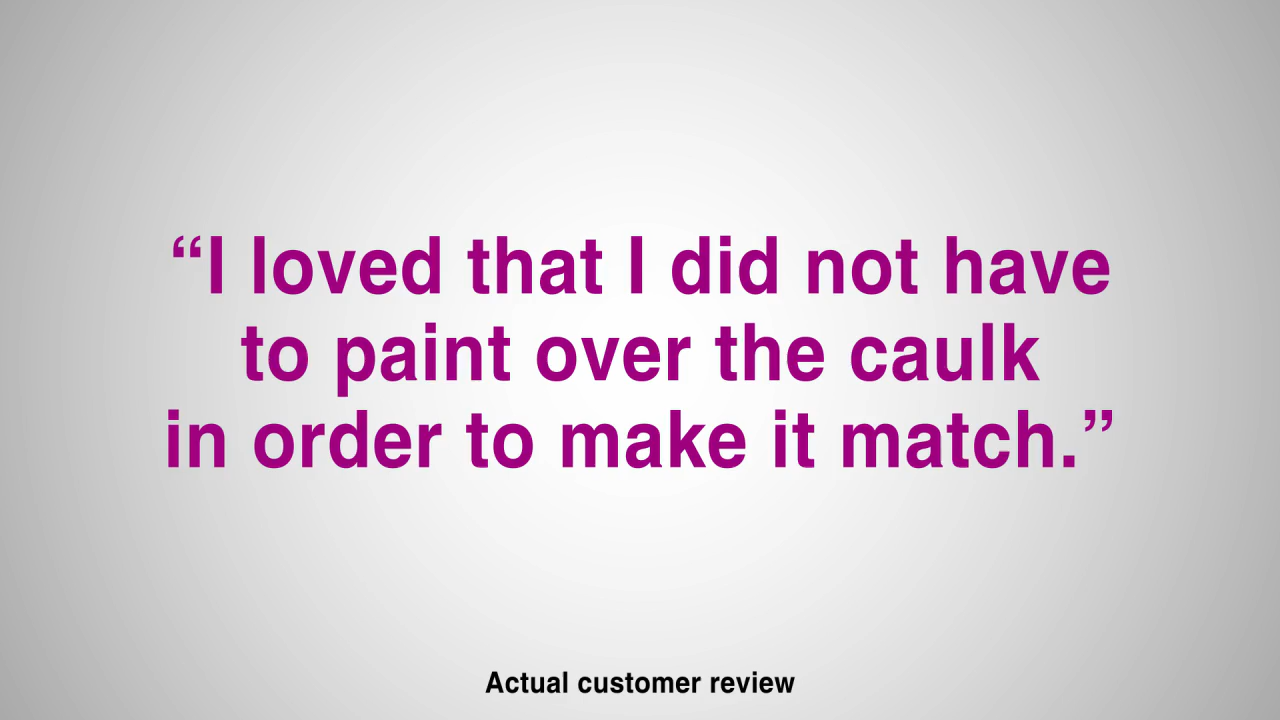 “I loved that I did not have
to paint over the caulk
in order to make it match.”
Actual customer review